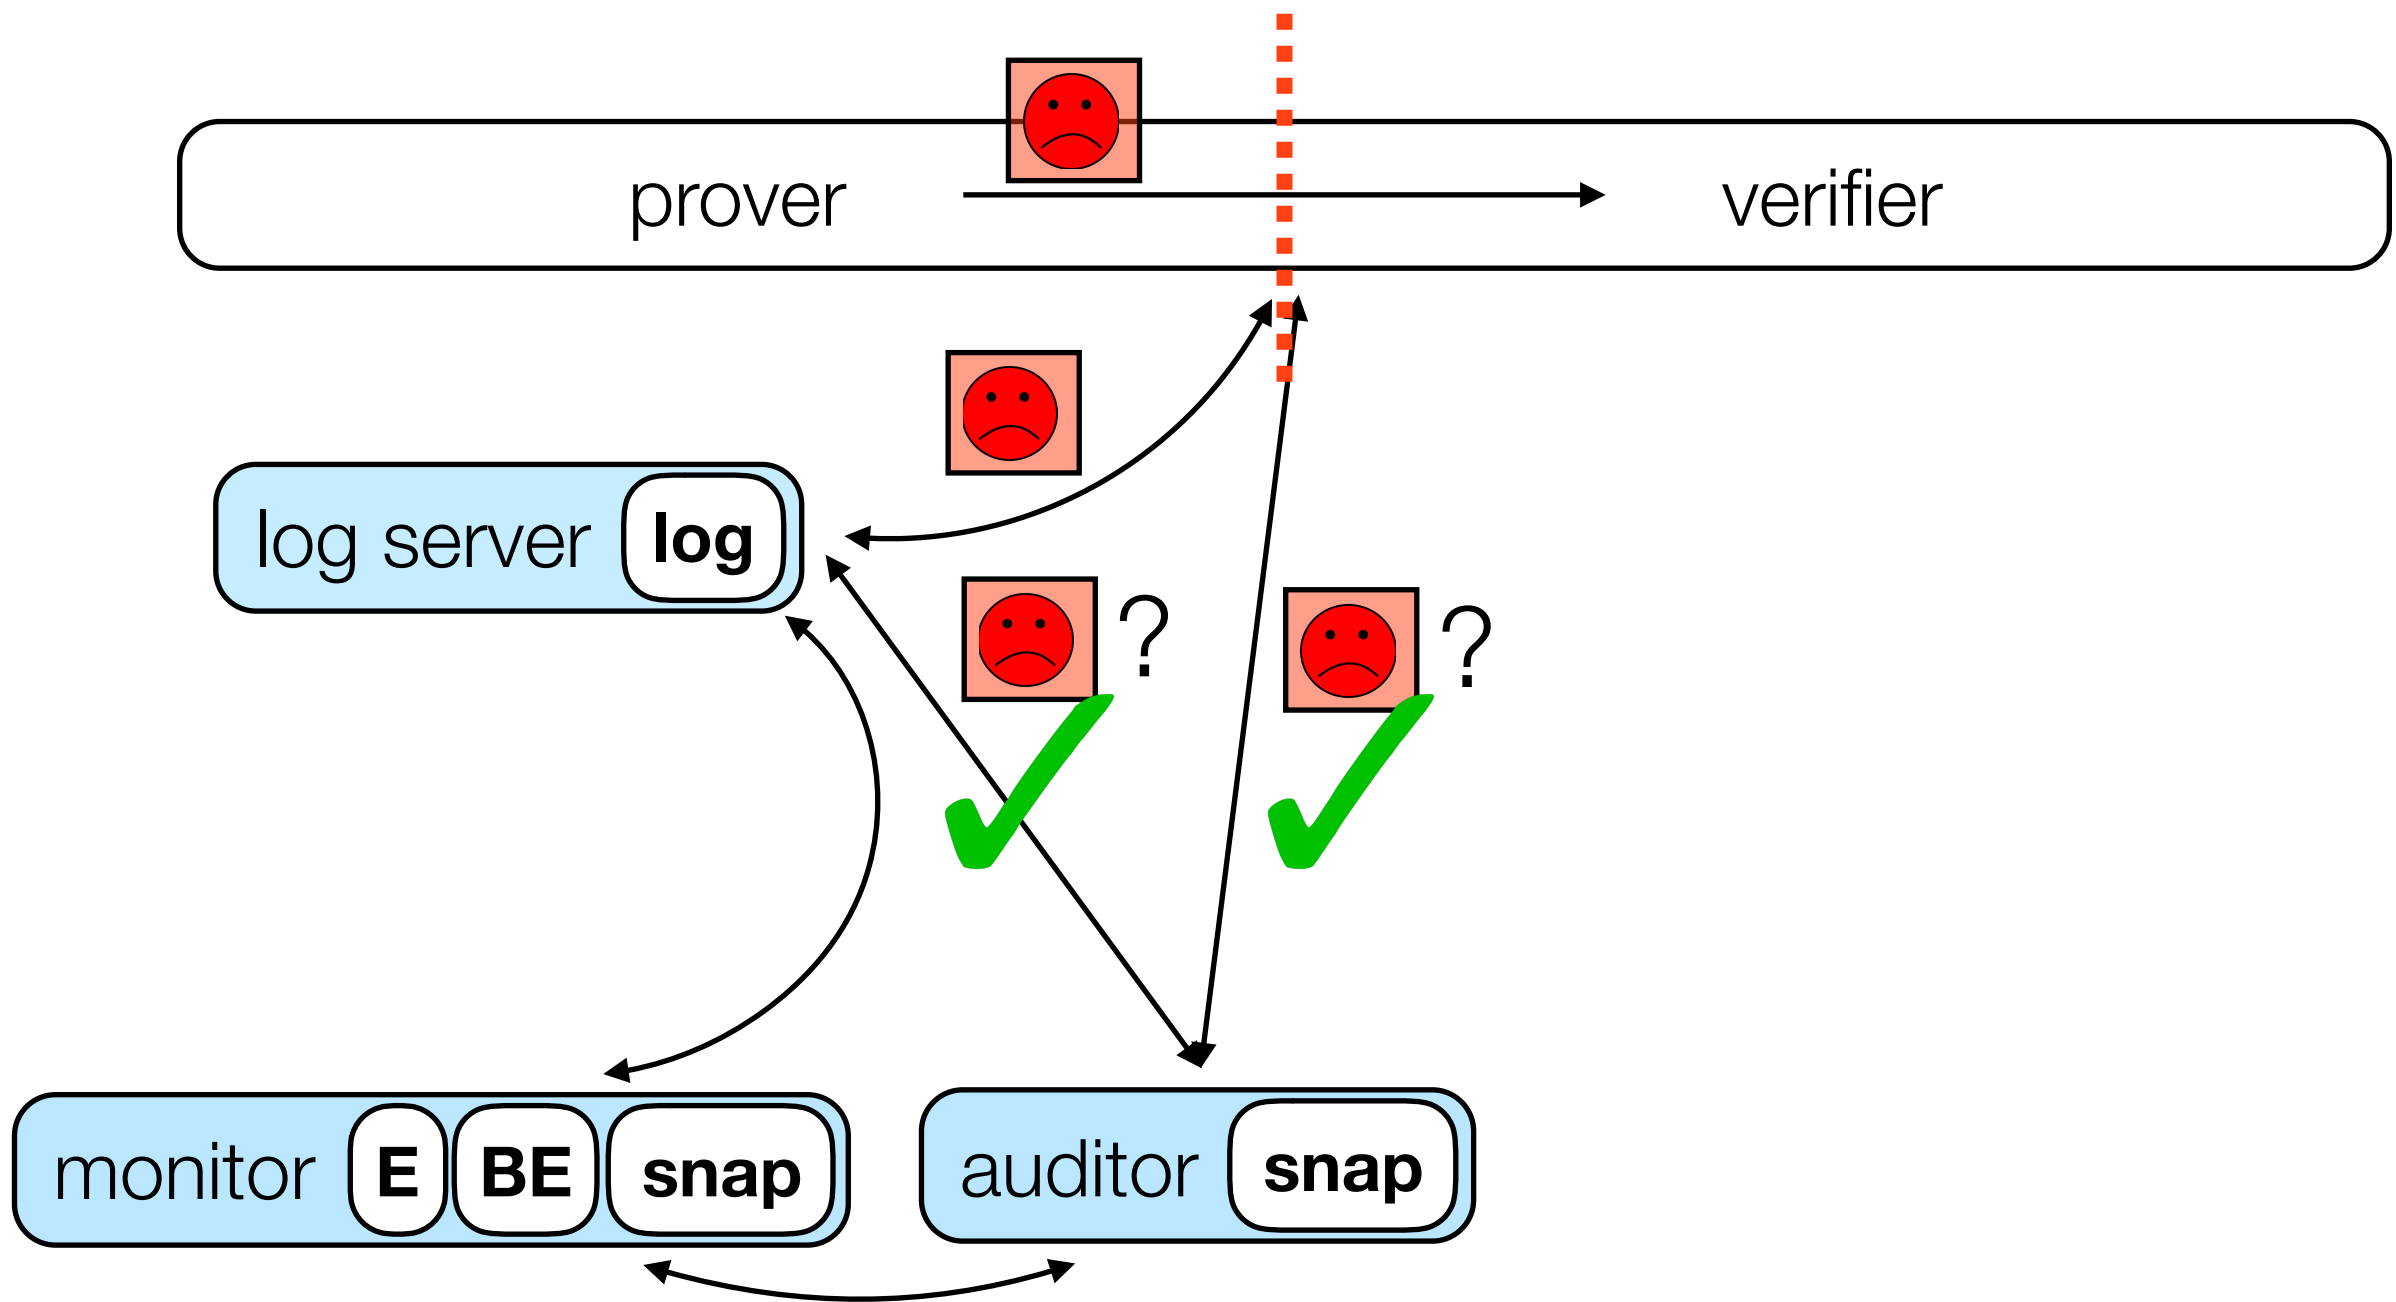 prover
verifier
log server
log
?
?
monitor
E
BE
snap
auditor
snap